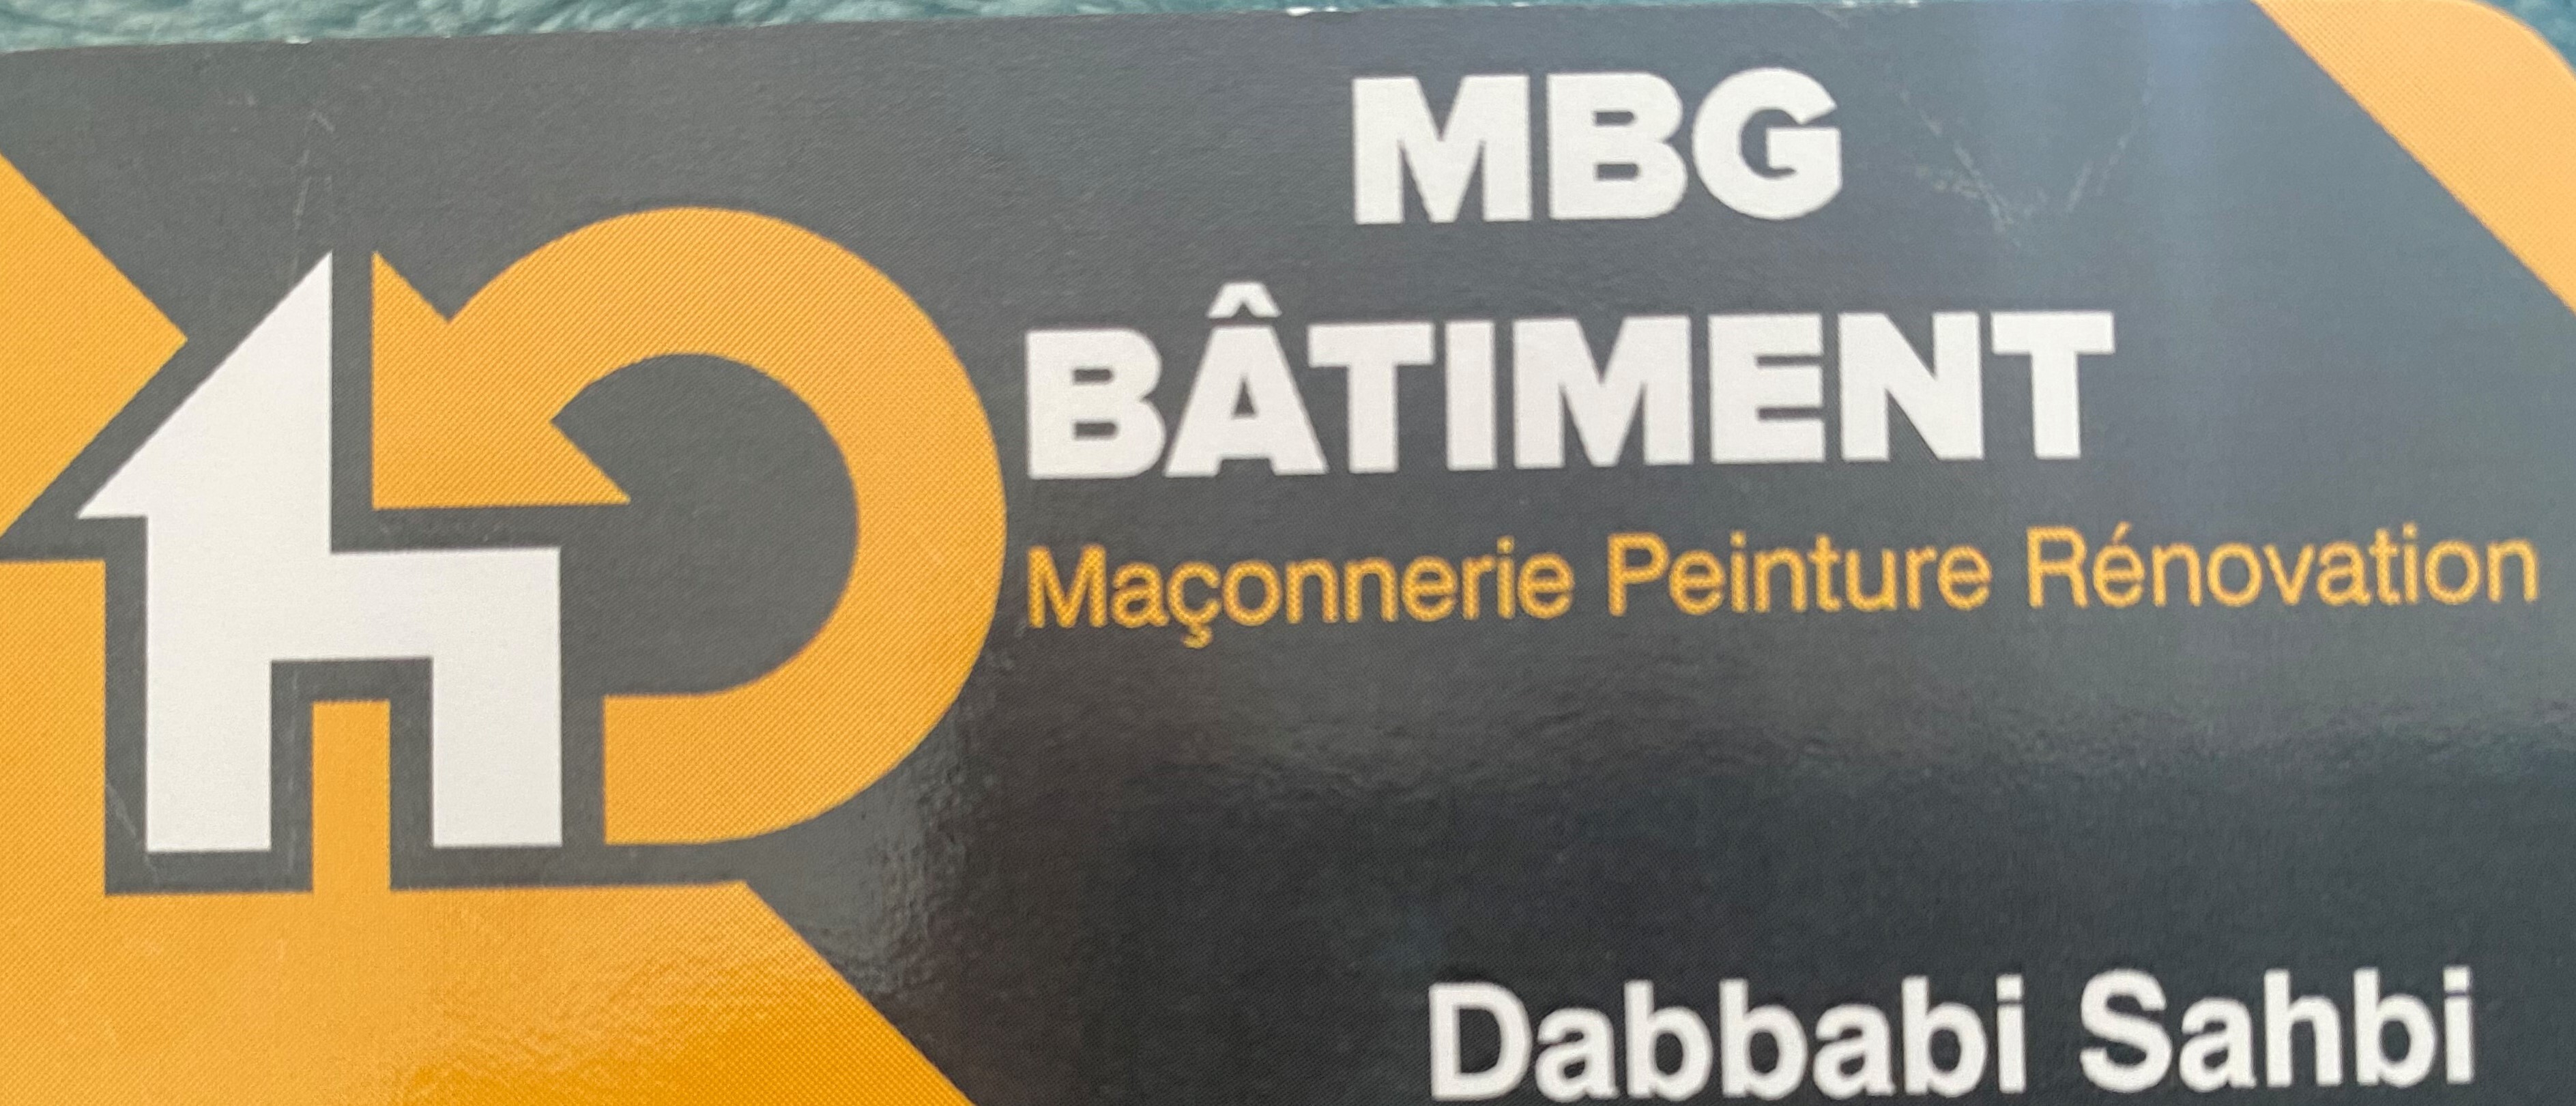 MBG
BÂTIMENT
Maçonnerie Peinture Rénovation
Dabbabi Sahbi